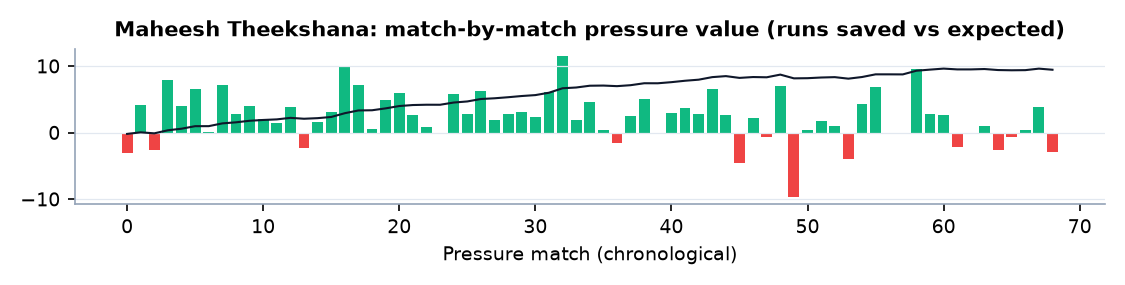 Maheesh Theekshana: match-by-match pressure value (runs saved vs expected)
10
0
−10
0 10 20 30 40 50 60 70
Pressure match (chronological)